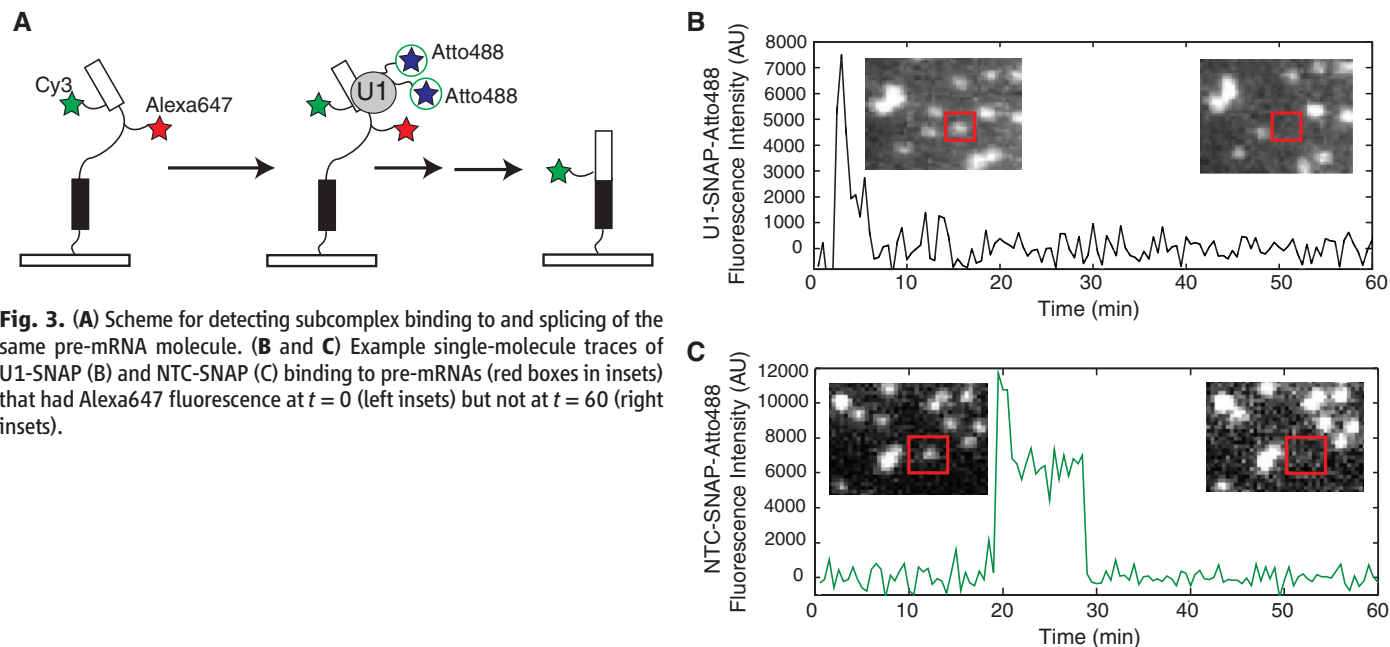 A
Cy3
Alexa647
U1
Atto488
Atto488
Fig. 3. (A) Scheme for detecting subcomplex binding to and splicing of the
same pre-mRNA molecule. (B and C) Example single-molecule traces of
U1-SNAP (B) and NTC-SNAP (C) binding to pre-mRNAs (red boxes in insets)
that had Alexa647 fluorescence at t = 0 (left insets) but not at t = 60 (right
insets).
B
U1-SNAP-Atto488
Fluorescence Intensity (AU)
8000
7000
6000
5000
4000
3000
2000
1000
0
0 10 20 30 40 50 60
Time (min)
C
NTC-SNAP-Atto488
Fluorescence Intensity (AU)
12000
10000
8000
6000
4000
2000
0
0 10 20 30 40 50 60
Time (min)